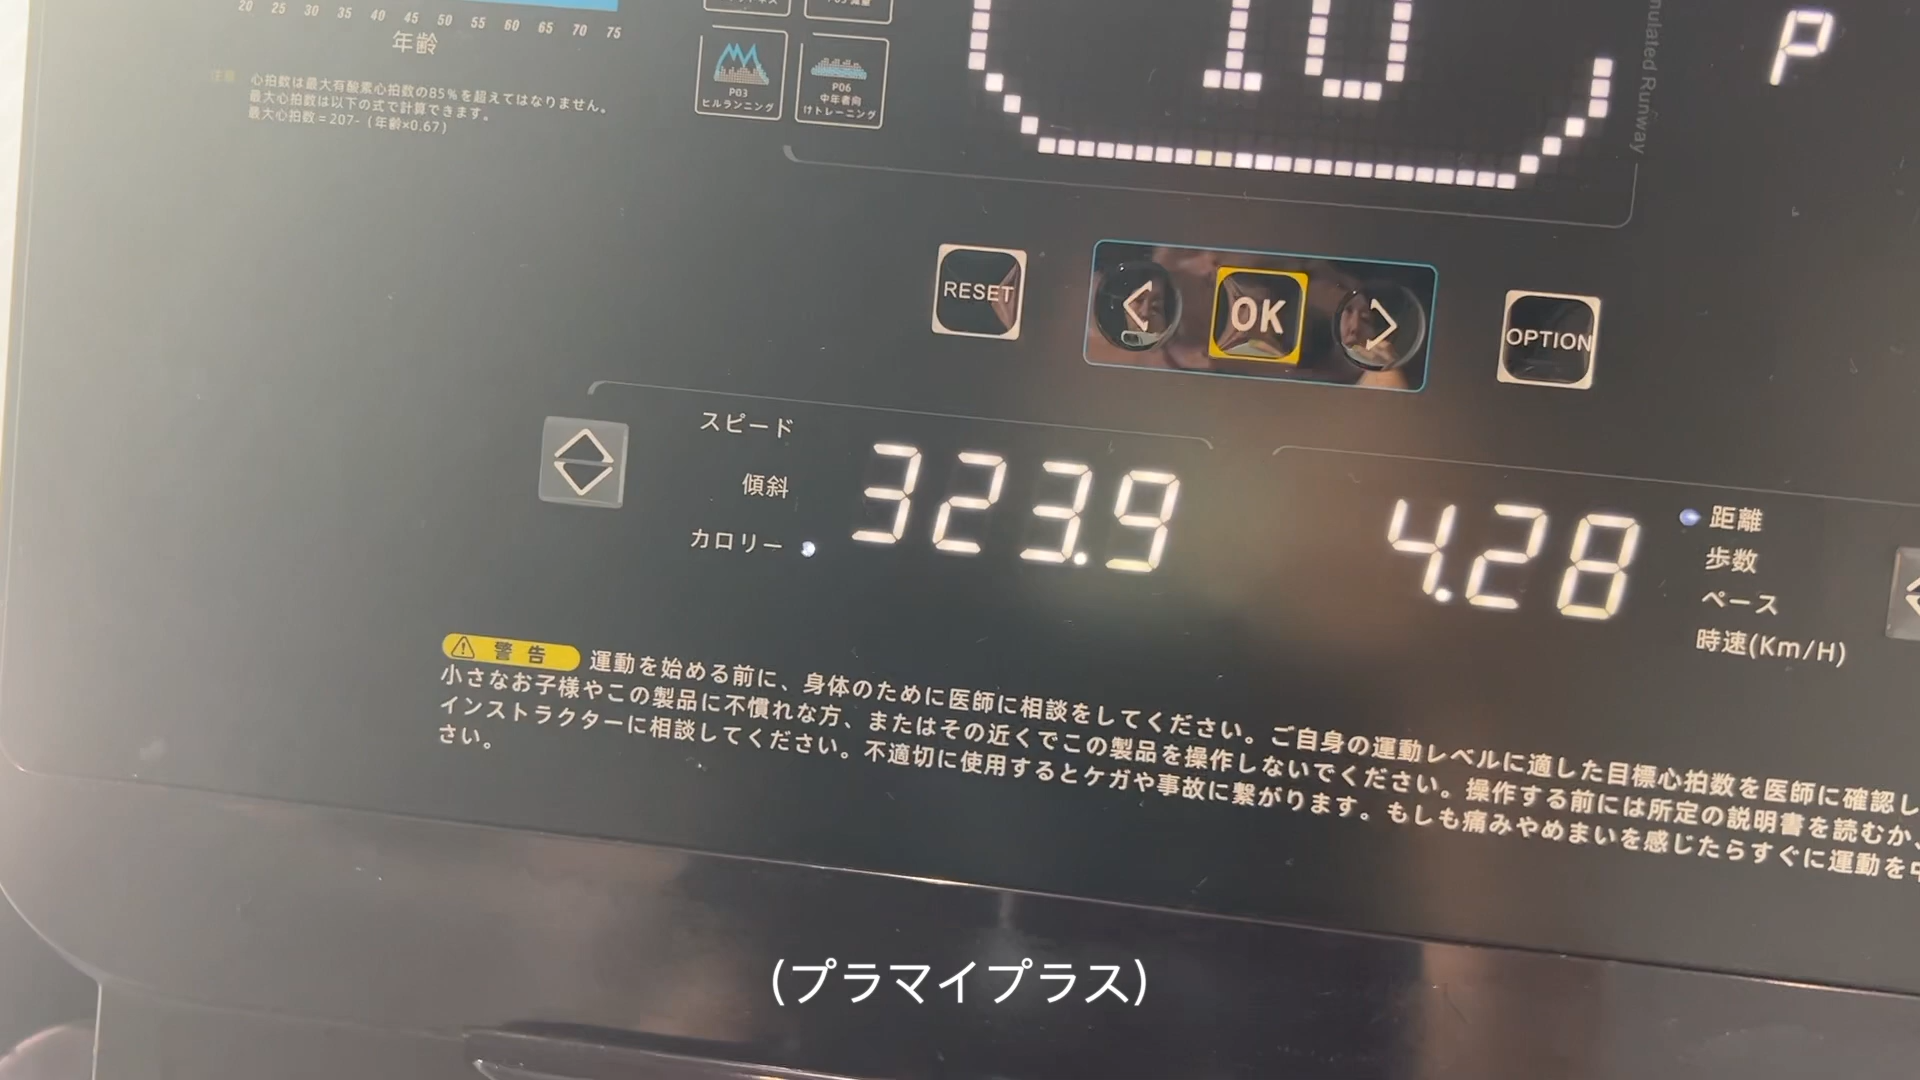 20 25 30 35 40 45 50 55 60 65 70 75
年齢
注意 心拍数は最大有酸素心拍数の85%を超えてはなりません。
最大心拍数は以下の式で計算できます。
最大心拍数=207-(年齢×0.67)
P03
ヒルランニング
P06
中年者向
けトレーニング
10
P
RESET
OK
OPTION
スピード
傾斜
カロリー
323.9
4.28
距離
歩数
ペース
時速(Km/H)
警告 運動を始める前に、身体のために医師に相談をしてください。ご自身の運動レベルに適した目標心拍数を医師に確認し
小さなお子様やこの製品に不慣れな方、またはその近くでこの製品を操作しないでください。操作する前には所定の説明書を読むか、
インストラクターに相談してください。不適切に使用するとケガや事故に繋がります。もしも痛みやめまいを感じたらすぐに運動を中
さい。
(プラマイプラス)